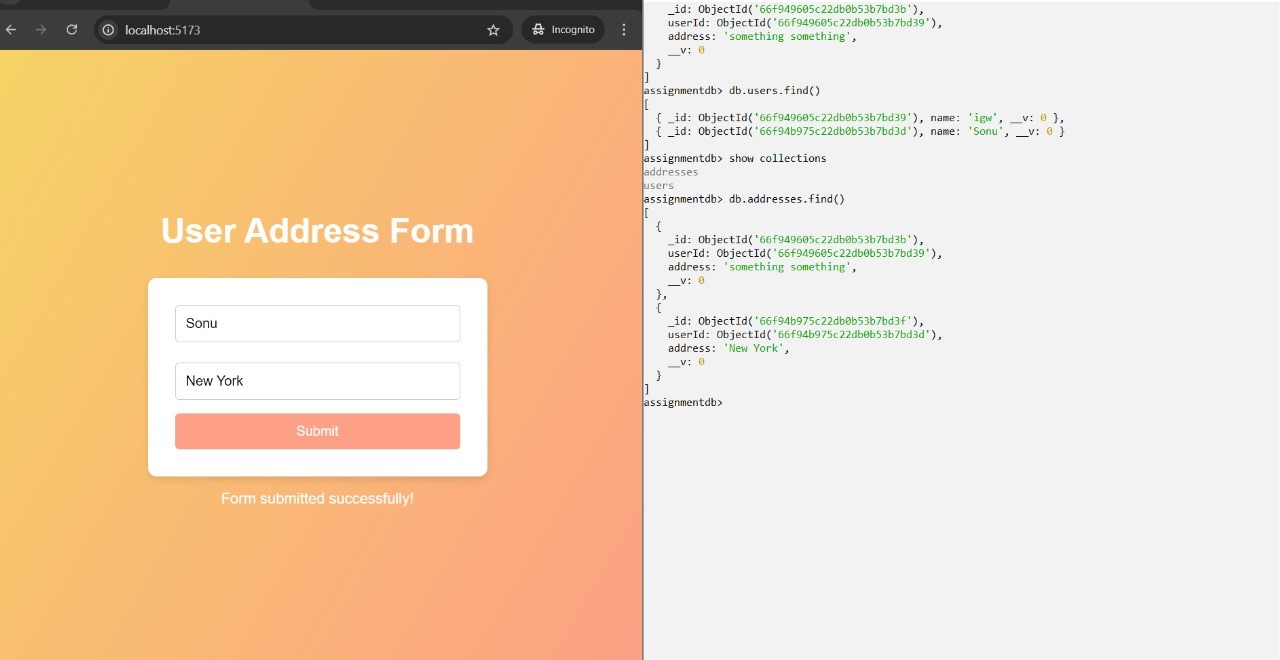 localhost:5173
Incognito
User Address Form
Sonu
New York
Submit
Form submitted successfully!
_id: ObjectId('66f949605c22db0b53b7bd3b'),
userId: ObjectId('66f949605c22db0b53b7bd39'),
address: 'something something',
__v: 0
}
]
assignmentdb> db.users.find()
[
{ _id: ObjectId('66f949605c22db0b53b7bd39'), name: 'igw', __v: 0 },
{ _id: ObjectId('66f94b975c22db0b53b7bd3d'), name: 'Sonu', __v: 0 }
]
assignmentdb> show collections
addresses
users
assignmentdb> db.addresses.find()
[
{
_id: ObjectId('66f949605c22db0b53b7bd3b'),
userId: ObjectId('66f949605c22db0b53b7bd39'),
address: 'something something',
__v: 0
},
{
_id: ObjectId('66f94b975c22db0b53b7bd3f'),
userId: ObjectId('66f94b975c22db0b53b7bd3d'),
address: 'New York',
__v: 0
}
]
assignmentdb>